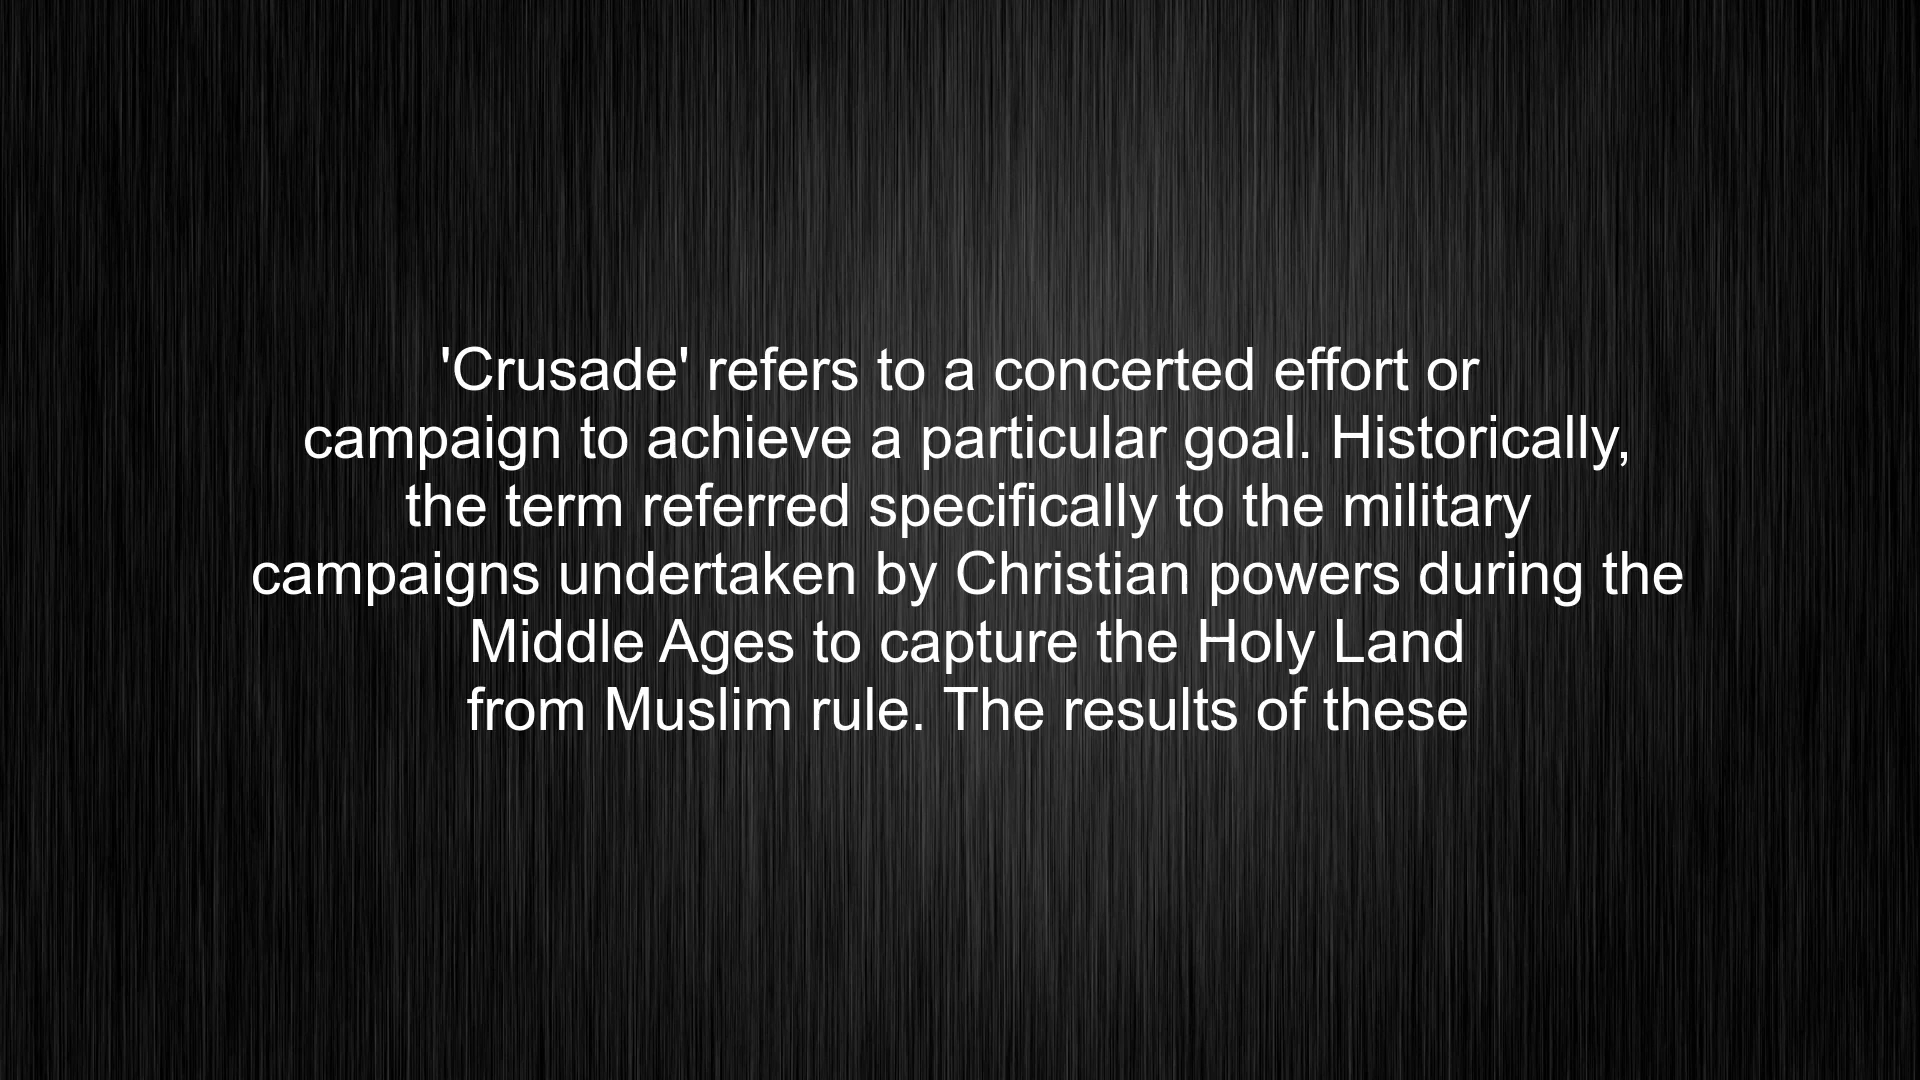 'Crusade' refers to a concerted effort or
campaign to achieve a particular goal. Historically,
the term referred specifically to the military
campaigns undertaken by Christian powers during the
Middle Ages to capture the Holy Land
from Muslim rule. The results of these